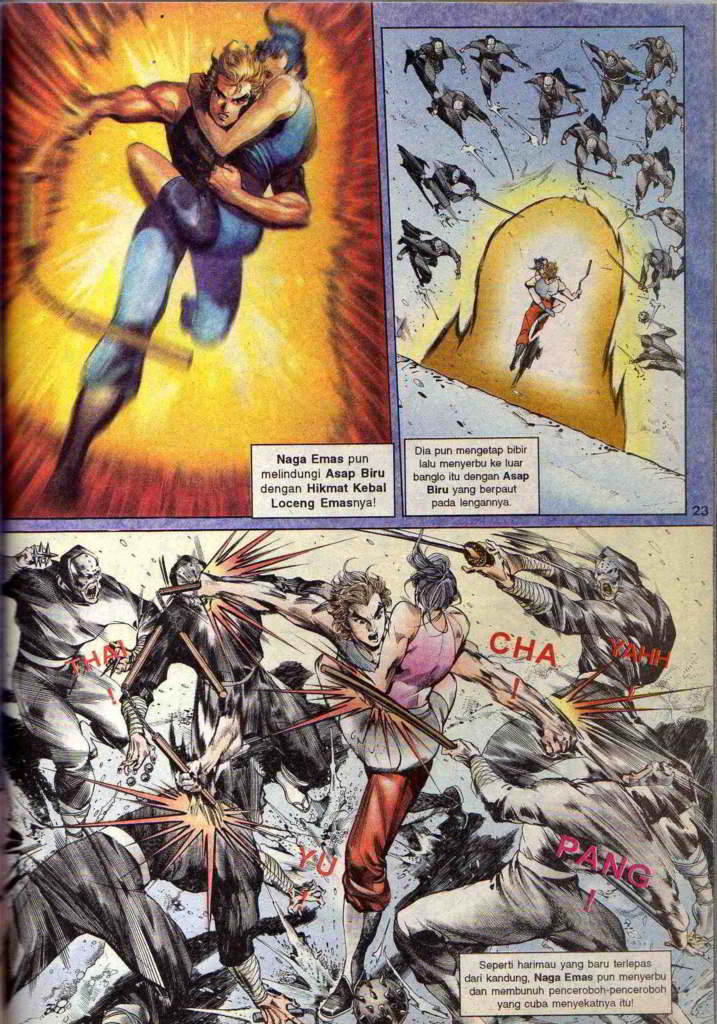 Naga Emas pun
melindungi Asap Biru
dengan Hikmat Kebal
Loceng Emasnya!
Dia pun mengetap bibir
lalu menyerbu ke luar
banglo itu dengan Asap
Biru yang berpaut
pada lengannya.
23
THAI
!
CHA
!
YAHH
!
YU
!
PANG
!
Seperti harimau yang baru terlepas
dari kandung, Naga Emas pun menyerbu
dan membunuh penceroboh-penceroboh
yang cuba menyekatnya itu!